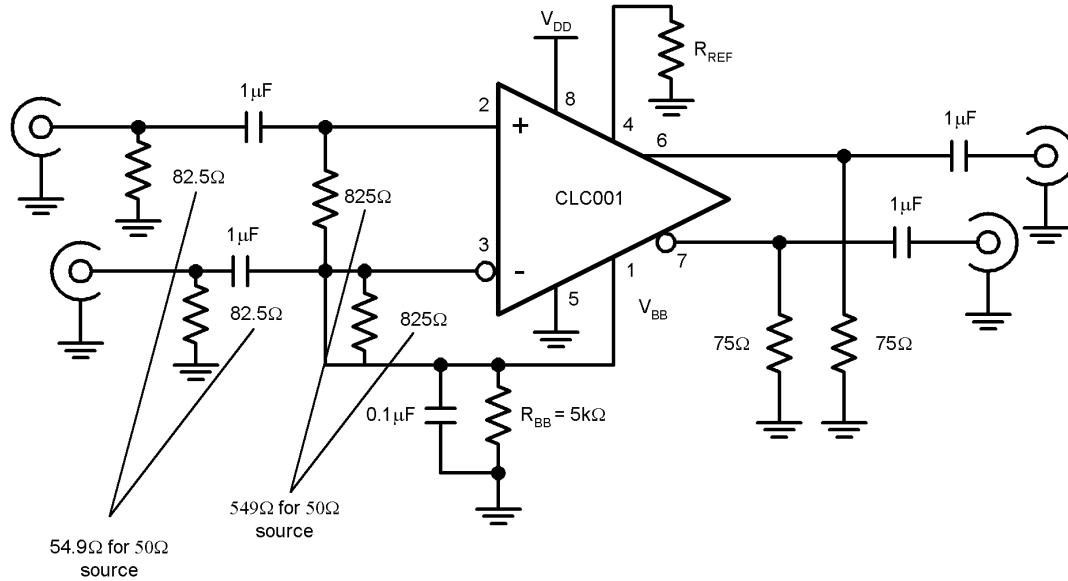 V_DD
R_REF
1μF
2
8
4
+
6
1μF
82.5Ω
825Ω
CLC001
1μF
1μF
3
-
7
5
1
V_BB
82.5Ω
825Ω
75Ω
75Ω
0.1μF
R_BB = 5kΩ
549Ω for 50Ω
source
54.9Ω for 50Ω
source